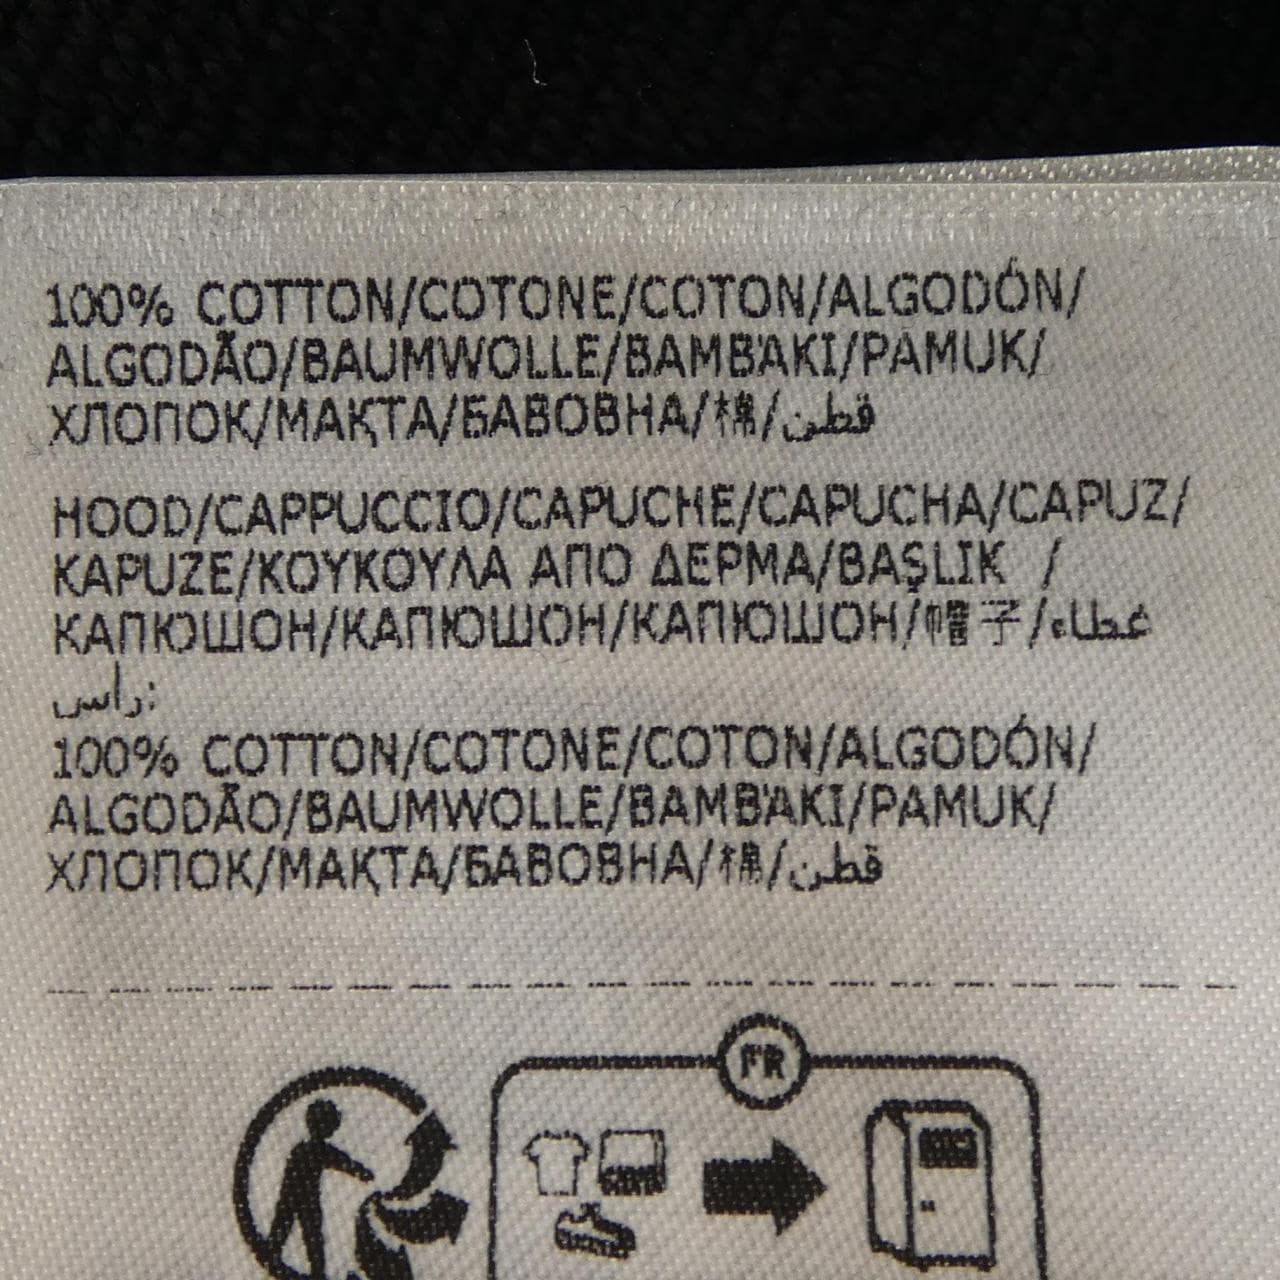 100% COTTON/COTONE/COTON/ALGODÓN/
ALGODÃO/BAUMWOLLE/BAMBAKI/PAMUK/
ХЛОПОК/МАҚТА/БАВОВНА/棉/قطن
HOOD/CAPPUCCIO/CAPUCHE/CAPUCHA/CAPUZ/
KAPUZE/ΚΟΥΚΟΥΛΑ ΑΠΟ ΔΕΡΜΑ/BAŞLIK /
КАПЮШОН/КАПЮШОН/КАПЮШОН/帽子/غطاء
رأس:
100% COTTON/COTONE/COTON/ALGODÓN/
ALGODÃO/BAUMWOLLE/BAMBAKI/PAMUK/
ХЛОПОК/МАҚТА/БАВОВНА/棉/قطن
FR